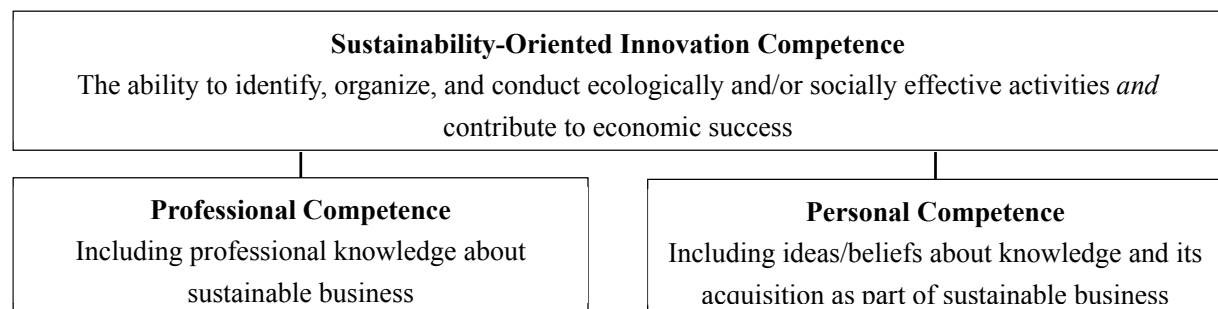 Sustainability-Oriented Innovation Competence
The ability to identify, organize, and conduct ecologically and/or socially effective activities and
contribute to economic success
Professional Competence
Including professional knowledge about
sustainable business
Personal Competence
Including ideas/beliefs about knowledge and its
acquisition as part of sustainable business